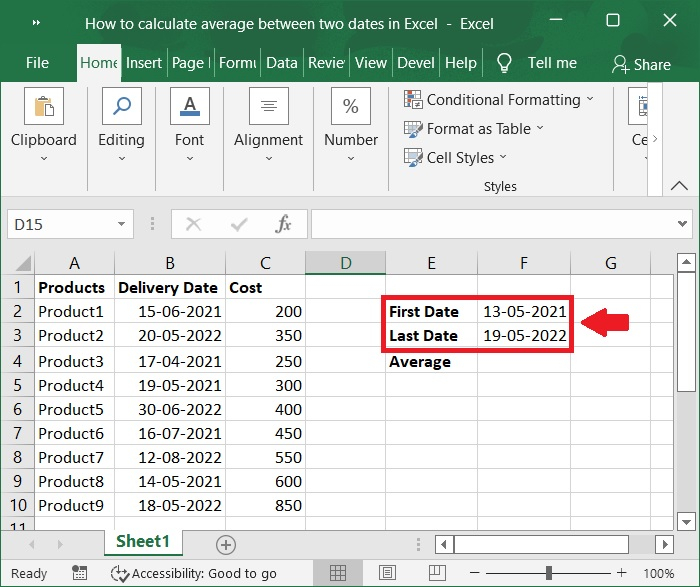 How to calculate average between two dates in Excel - Excel
File Home Insert Page l Formu Data Review View Devel Help Tell me Share
Clipboard Editing Font Alignment Number
A %
Conditional Formatting
Format as Table
Cell Styles
Ce
Styles
D15 fx
A B C D E F G
1 Products Delivery Date Cost
2 Product1 15-06-2021 200 First Date 13-05-2021
3 Product2 20-05-2022 350 Last Date 19-05-2022
4 Product3 17-04-2021 250 Average
5 Product4 19-05-2021 300
6 Product5 30-06-2022 400
7 Product6 16-07-2021 450
8 Product7 12-08-2022 550
9 Product8 14-05-2021 600
10 Product9 18-05-2022 850
11
Sheet1
Ready Accessibility: Good to go 100%